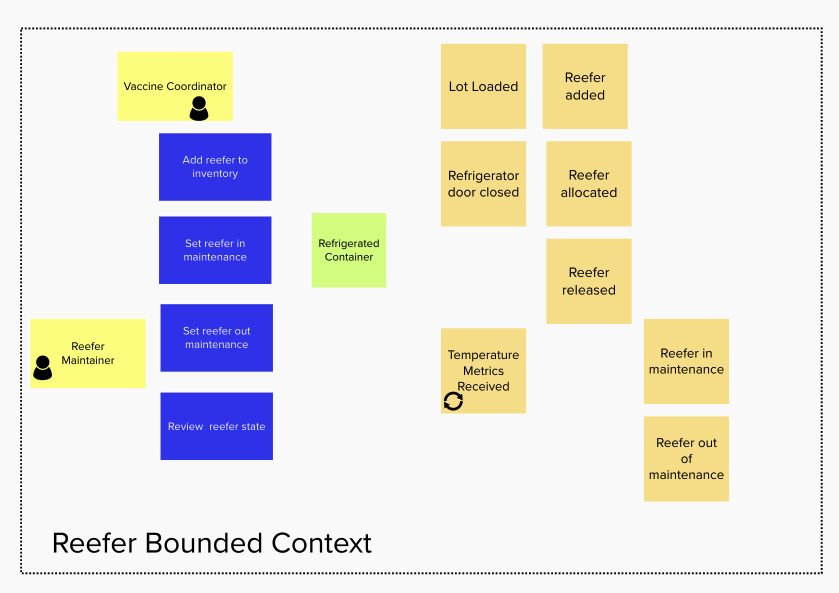 Vaccine Coordinator
Add reefer to
inventory
Set reefer in
maintenance
Set reefer out
maintenance
Review  reefer state
Reefer
Maintainer
Refrigerated
Container
Lot Loaded
Reefer
added
Refrigerator
door closed
Reefer
allocated
Reefer
released
Temperature
Metrics
Received
Reefer in
maintenance
Reefer out
of
maintenance
Reefer Bounded Context